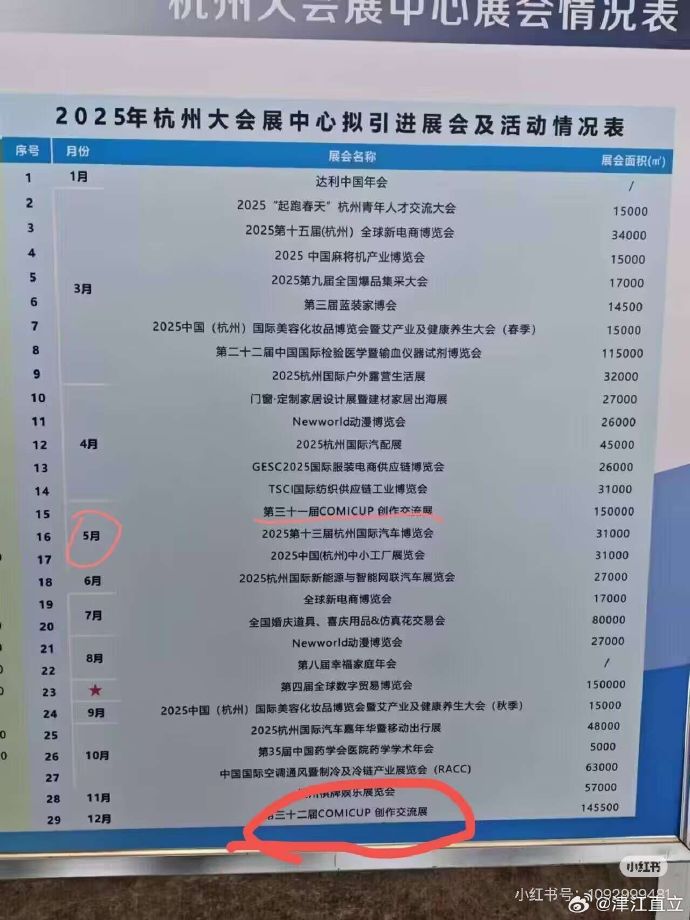 杭州大会展中心展会情况表
2025年杭州大会展中心拟引进展会及活动情况表
序号 月份 展会名称 展会面积(㎡)
1 1月 达利中国年会 /
2 2025“起跑春天”杭州青年人才交流大会 15000
3 2025第十五届(杭州）全球新电商博览会 34000
4 2025 中国麻将机产业博览会 15000
5 3月 2025第九届全国爆品集采大会 17000
6 第三届蓝装家博会 14500
7 2025中国（杭州）国际美容化妆品博览会暨艾产业及健康养生大会（春季） 15000
8 第二十二届中国国际检验医学暨输血仪器试剂博览会 115000
9 2025杭州国际户外露营生活展 32000
10 门窗·定制家居设计展暨建材家居出海展 27000
11 Newworld动漫博览会 26000
12 4月 2025杭州国际汽配展 45000
13 GESC2025国际服装电商供应链博览会 26000
14 TSCI国际纺织供应链工业博览会 31000
15 第三十一届COMICUP 创作交流展 150000
16 5月 2025第十三届杭州国际汽车博览会 31000
17 2025中国(杭州)中小工厂展览会 31000
18 6月 2025杭州国际新能源与智能网联汽车展览会 27000
19 7月 全球新电商博览会 17000
20 全国婚庆道具、喜庆用品&仿真花交易会 80000
21 8月 Newworld动漫博览会 27000
22 第八届幸福家庭年会 /
23 ★ 第四届全球数字贸易博览会 150000
24 9月 2025中国（杭州）国际美容化妆品博览会暨艾产业及健康养生大会（秋季） 15000
25 2025杭州国际汽车嘉年华暨移动出行展 48000
26 10月 第35届中国药学会医院药学学术年会 5000
27 中国国际空调通风暨制冷及冷链产业展览会（RACC) 63000
28 11月 棋牌娱乐展览会 57000
29 12月 第三十二届COMICUP 创作交流展 145500
小红书
小红书号：1092999481
@津江直立